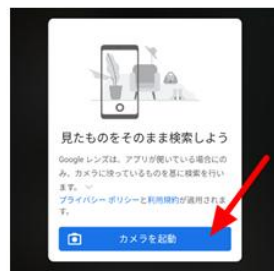 見たものをそのまま検索しよう
Google レンズは、アプリが開いている場合にの
み、カメラに映っているものを基に検索を行い
ます。
プライバシー ポリシーと利用規約が適用されま
す。
カメラを起動